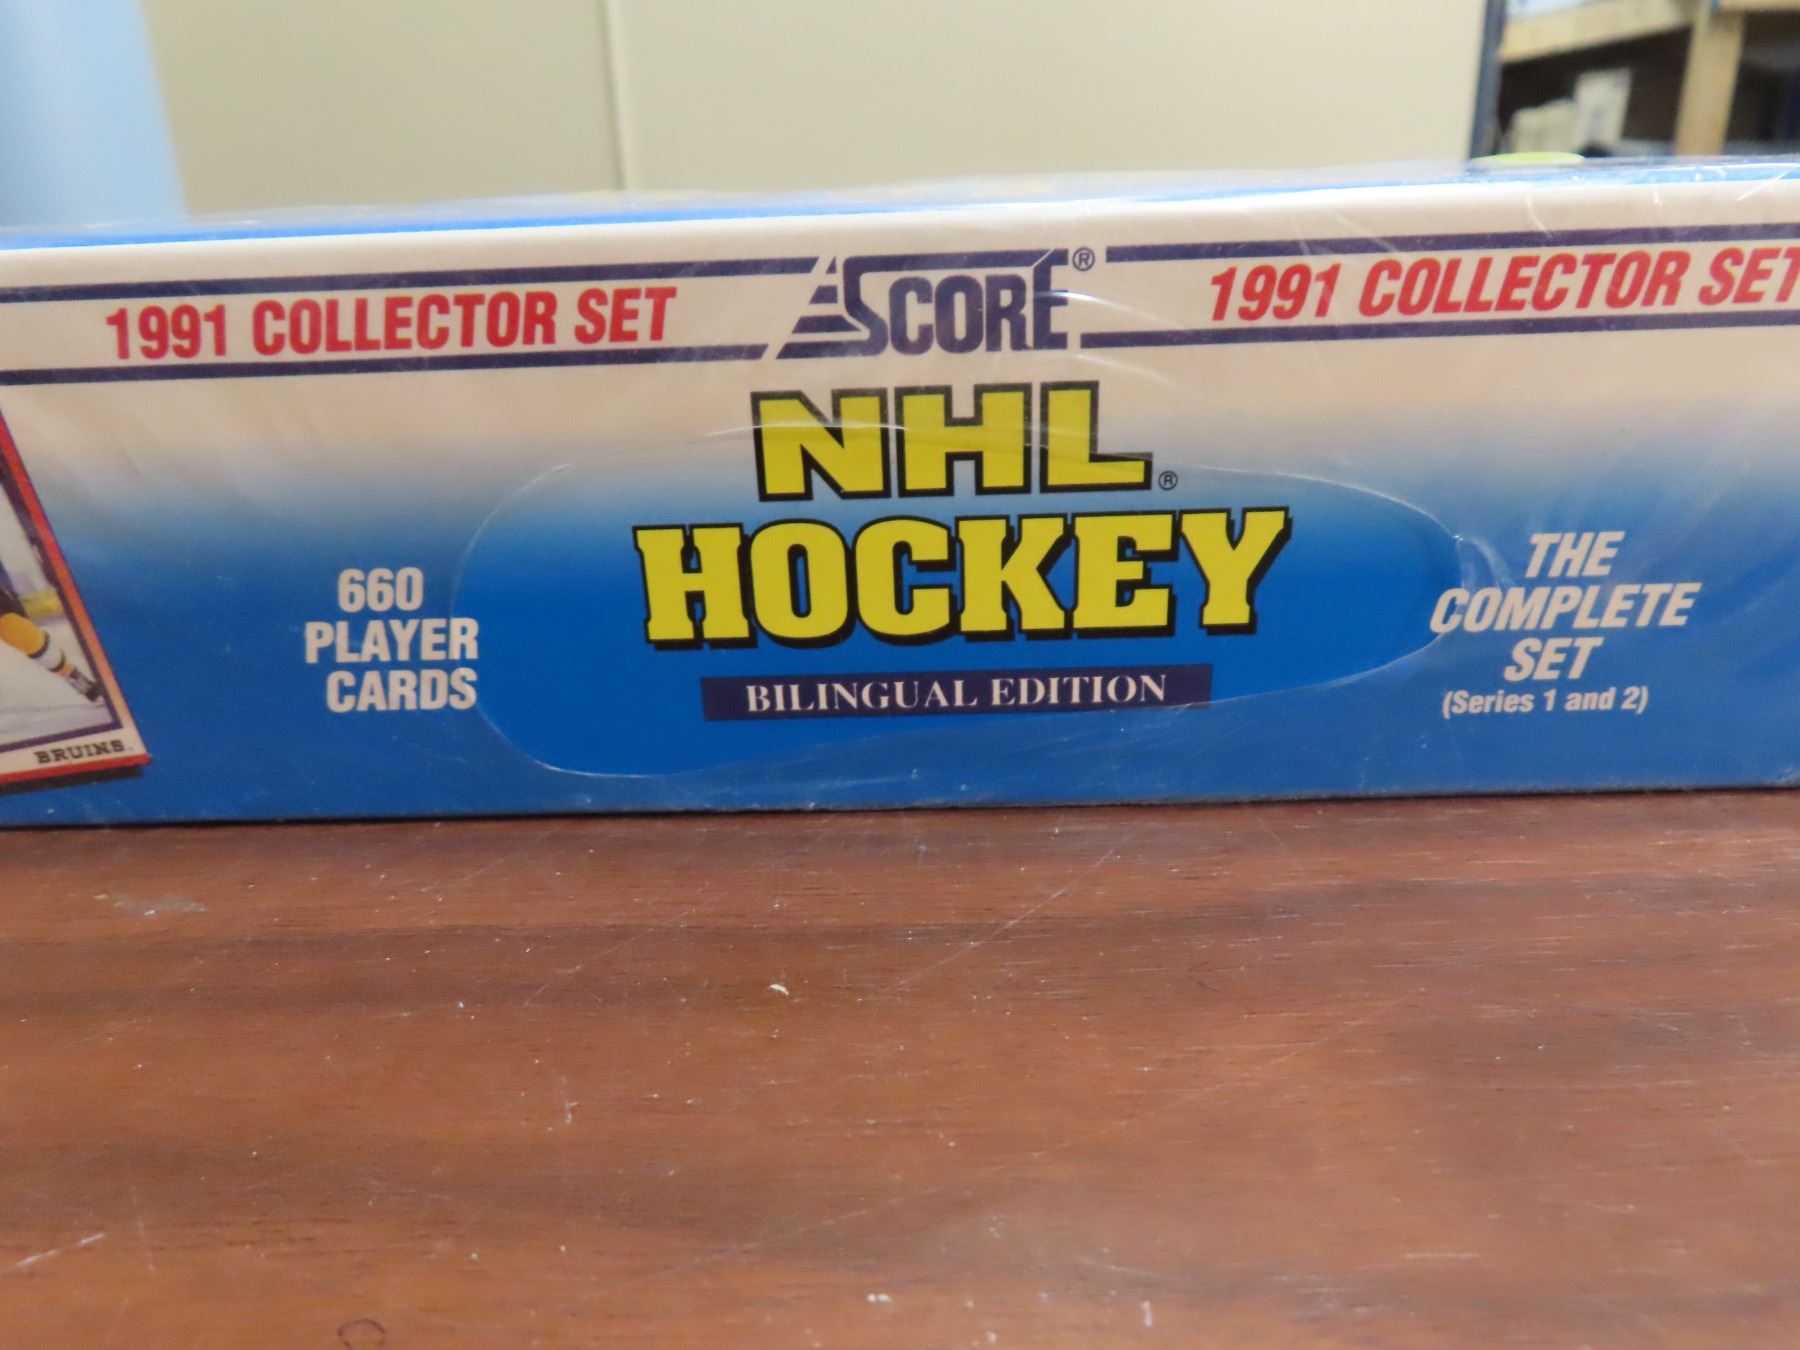 1991 COLLECTOR SET
SCORE®
1991 COLLECTOR SET
NHL®
HOCKEY
BILINGUAL EDITION
660
PLAYER
CARDS
THE
COMPLETE
SET
(Series 1 and 2)
BRUINS